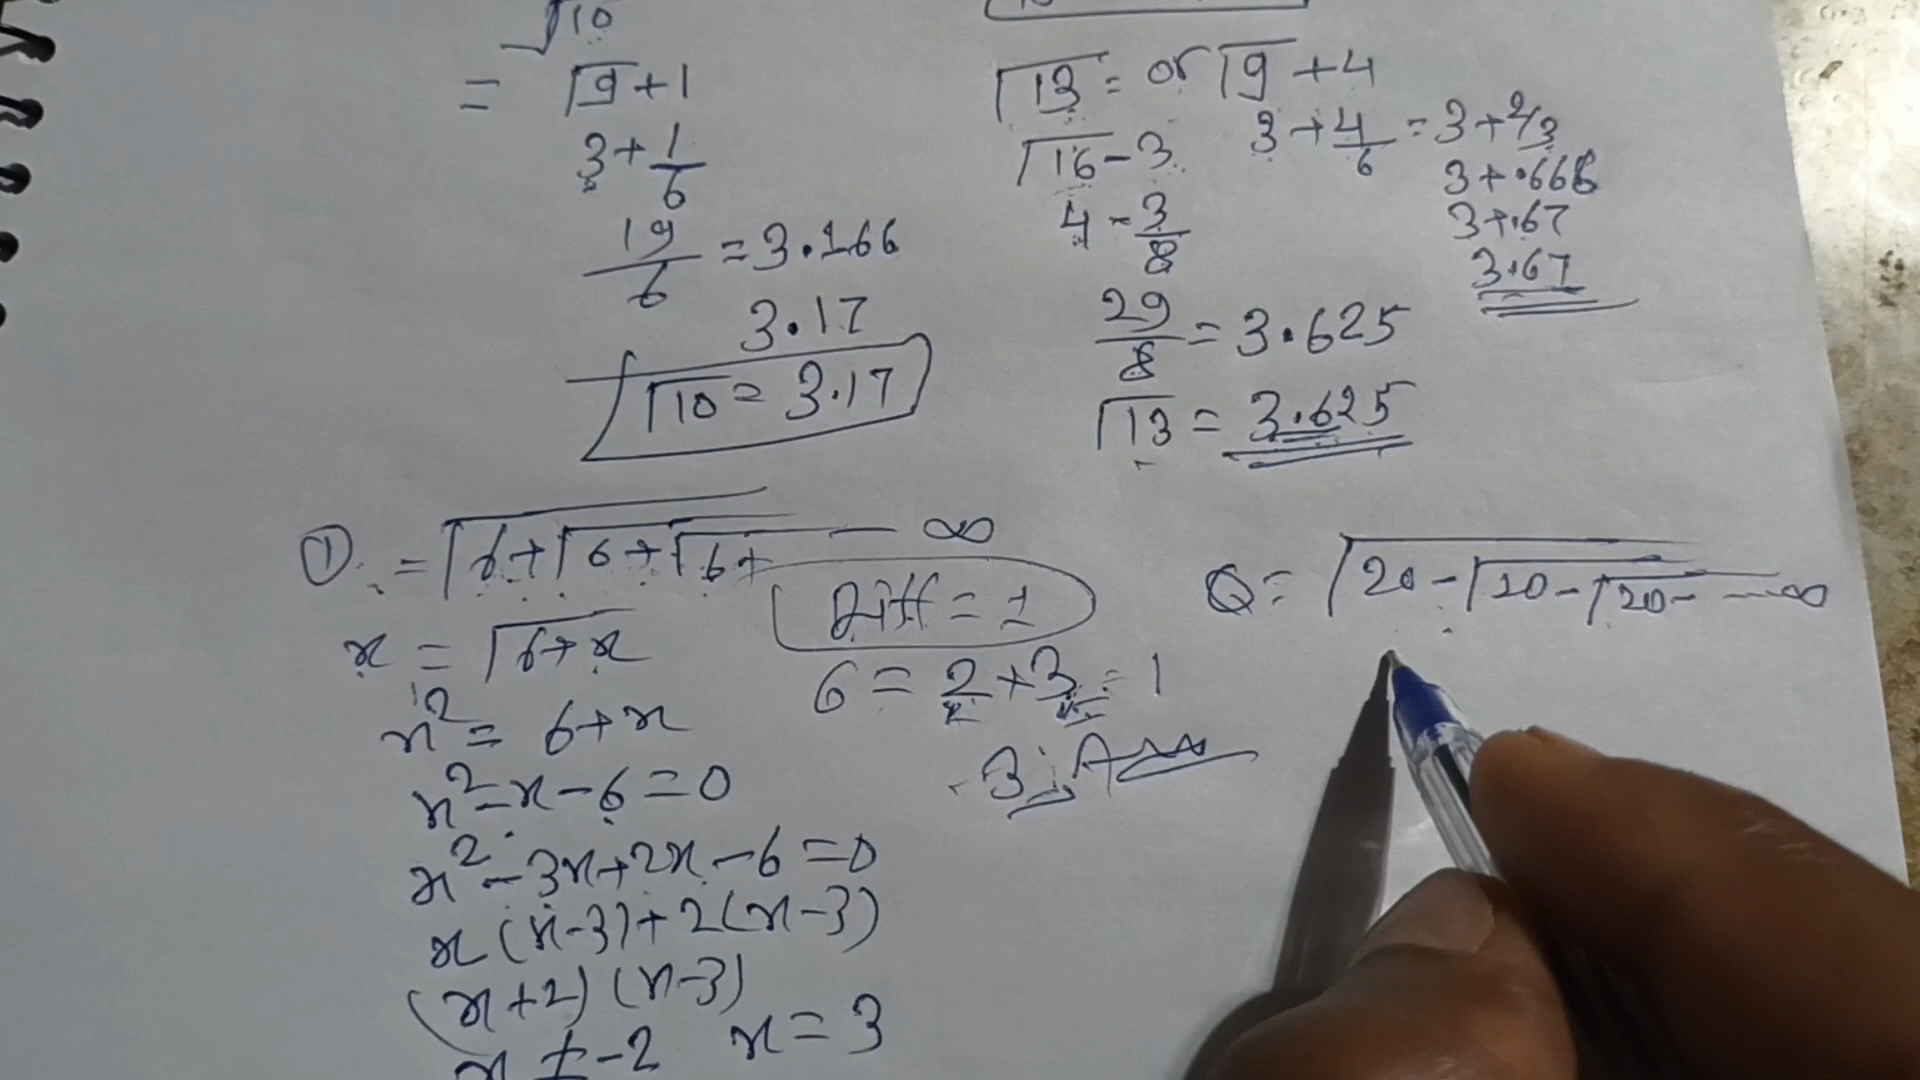 √10
= √9+1
3+1/6
19/6 = 3.166
3.17
√10 = 3.17
√13 = or √9+4
√16-3
3+4/6 = 3+2/3
3+.666
3+.67
3.67
4-3/8
29/8 = 3.625
√13 = 3.625
① = √6+√6+√6+ — ∞
x = √6+x
x² = 6+x
x²-x-6=0
x²-3x+2x-6=0
x(x-3)+2(x-3)
(x+2)(x-3)
x≠-2 x=3
Diff = 1
6 = 2+3 = 1
3 Ans
Q = √20-√20-√20- --- ∞